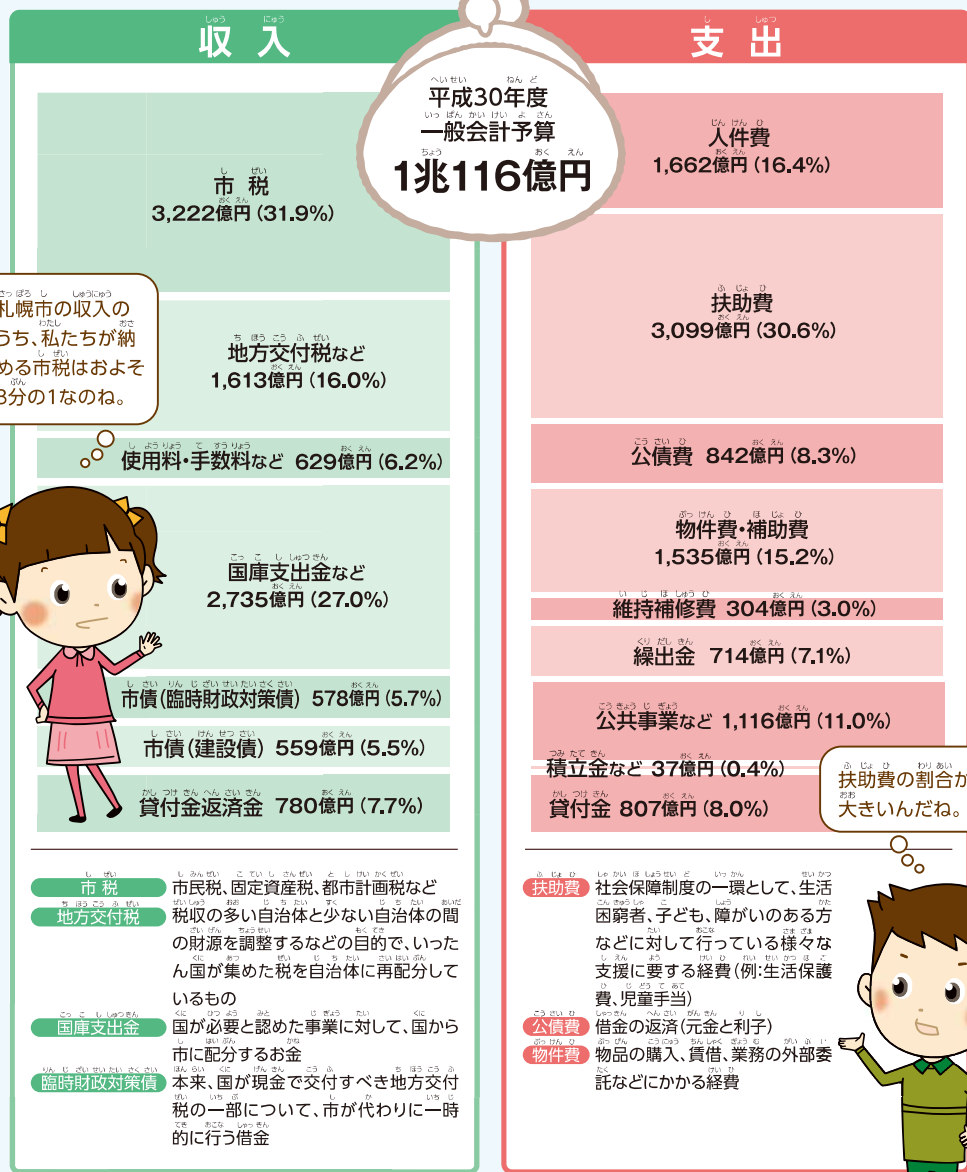 収入
支出
平成30年度
一般会計予算
1兆116億円
市税
3,222億円(31.9%)
地方交付税など
1,613億円(16.0%)
使用料・手数料など 629億円(6.2%)
国庫支出金など
2,735億円(27.0%)
市債(臨時財政対策債) 578億円(5.7%)
市債(建設債) 559億円(5.5%)
貸付金返済金 780億円(7.7%)
札幌市の収入の
うち、私たちが納
める市税はおよそ
3分の1なのね。
人件費
1,662億円(16.4%)
扶助費
3,099億円(30.6%)
公債費 842億円(8.3%)
物件費・補助費
1,535億円(15.2%)
維持補修費 304億円(3.0%)
繰出金 714億円(7.1%)
公共事業など 1,116億円(11.0%)
積立金など 37億円(0.4%)
貸付金 807億円(8.0%)
扶助費の割合が
大きいんだね。
市税 市民税、固定資産税、都市計画税など
地方交付税 税収の多い自治体と少ない自治体の間
の財源を調整するなどの目的で、いった
ん国が集めた税を自治体に再配分して
いるもの
国庫支出金 国が必要と認めた事業に対して、国から
市に配分するお金
臨時財政対策債 本来、国が現金で交付すべき地方交付
税の一部について、市が代わりに一時
的に行う借金
扶助費 社会保障制度の一環として、生活
困窮者、子ども、障がいのある方
などに対して行っている様々な
支援に要する経費(例:生活保護
費、児童手当)
公債費 借金の返済(元金と利子)
物件費 物品の購入、賃借、業務の外部委
託などにかかる経費